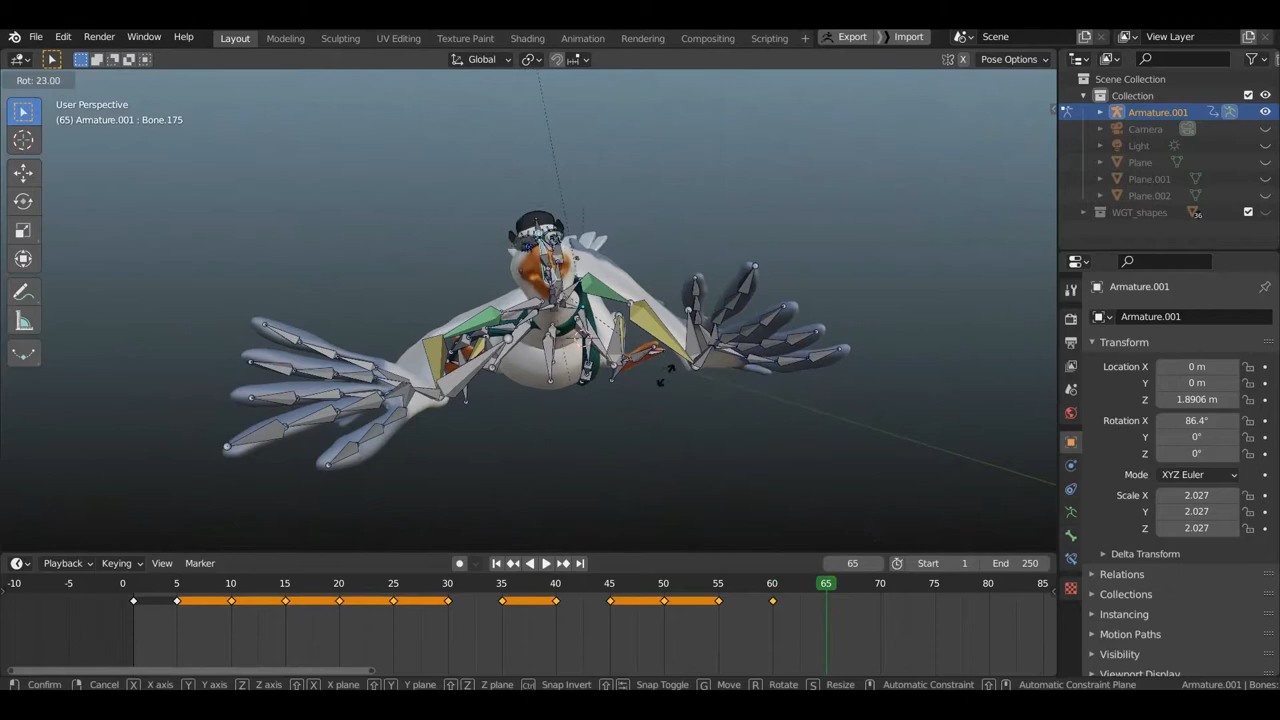 File Edit Render Window Help Layout Modeling Sculpting UV Editing Texture Paint Shading Animation Rendering Compositing Scripting + Export Import Scene View Layer
Global X Pose Options
Rot: 23.00
User Perspective
(65) Armature.001 : Bone.175
Scene Collection
Collection
Armature.001
Camera
Light
Plane
Plane.001
Plane.002
WGT_shapes 36
Armature.001
Armature.001
Transform
Location X 0 m
Y 0 m
Z 1.8906 m
Rotation X 86.4°
Y 0°
Z 0°
Mode XYZ Euler
Scale X 2.027
Y 2.027
Z 2.027
Delta Transform
Relations
Collections
Instancing
Motion Paths
Visibility
Viewport Display
Playback Keying View Marker 65 Start 1 End 250
-10 -5 0 5 10 15 20 25 30 35 40 45 50 55 60 65 70 75 80 85
Confirm Cancel X X axis Y Y axis Z Z axis X X plane Y Y plane Z Z plane Ctrl Snap Invert Snap Toggle G Move R Rotate S Resize Automatic Constraint Automatic Constraint Plane Armature.001 | Bones: